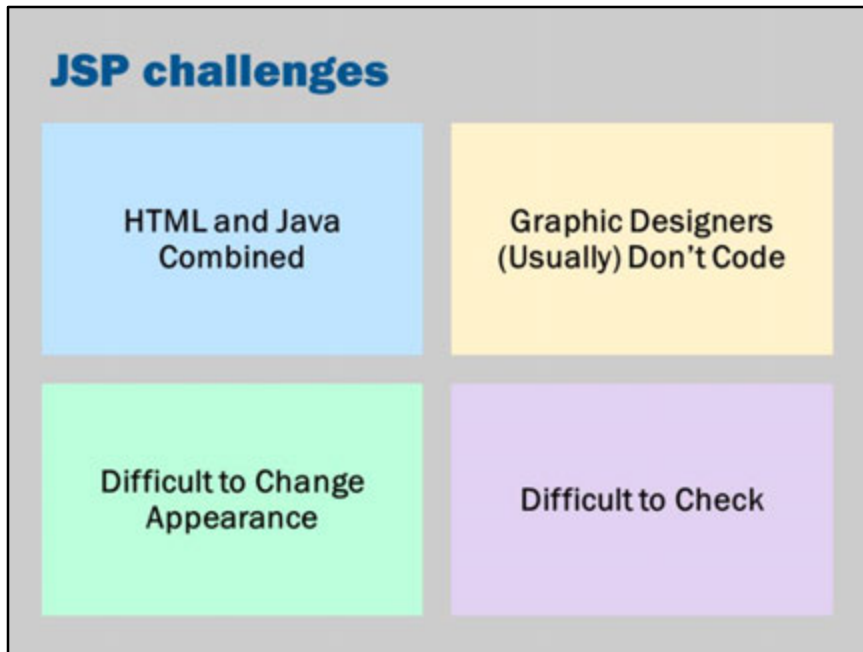 JSP challenges
HTML and Java
Combined
Graphic Designers
(Usually) Don't Code
Difficult to Change
Appearance
Difficult to Check